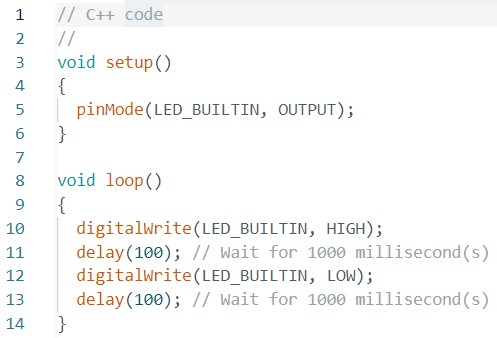 1 // C++ code
2 //
3 void setup()
4 {
5   pinMode(LED_BUILTIN, OUTPUT);
6 }
7
8 void loop()
9 {
10   digitalWrite(LED_BUILTIN, HIGH);
11   delay(100); // Wait for 1000 millisecond(s)
12   digitalWrite(LED_BUILTIN, LOW);
13   delay(100); // Wait for 1000 millisecond(s)
14 }